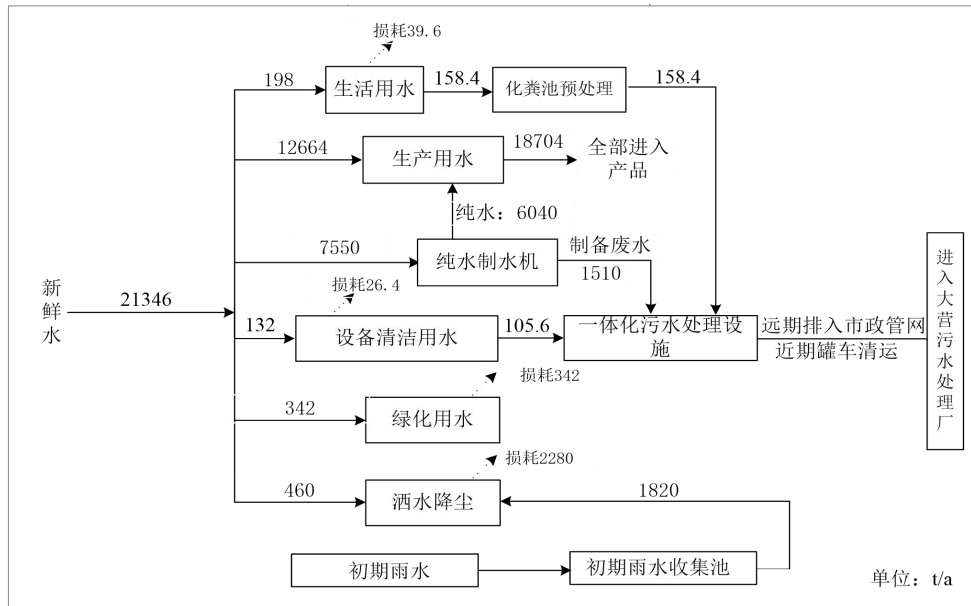 损耗39.6
198
生活用水
158.4
化粪池预处理
158.4
12664
生产用水
18704
全部进入
产品
纯水：6040
7550
纯水制水机
制备废水
1510
新鲜水
21346
损耗26.4
132
设备清洁用水
105.6
一体化污水处理设
施
远期排入市政管网
近期罐车清运
进入大营污水处理厂
损耗342
342
绿化用水
损耗2280
460
洒水降尘
1820
初期雨水
初期雨水收集池
单位：t/a